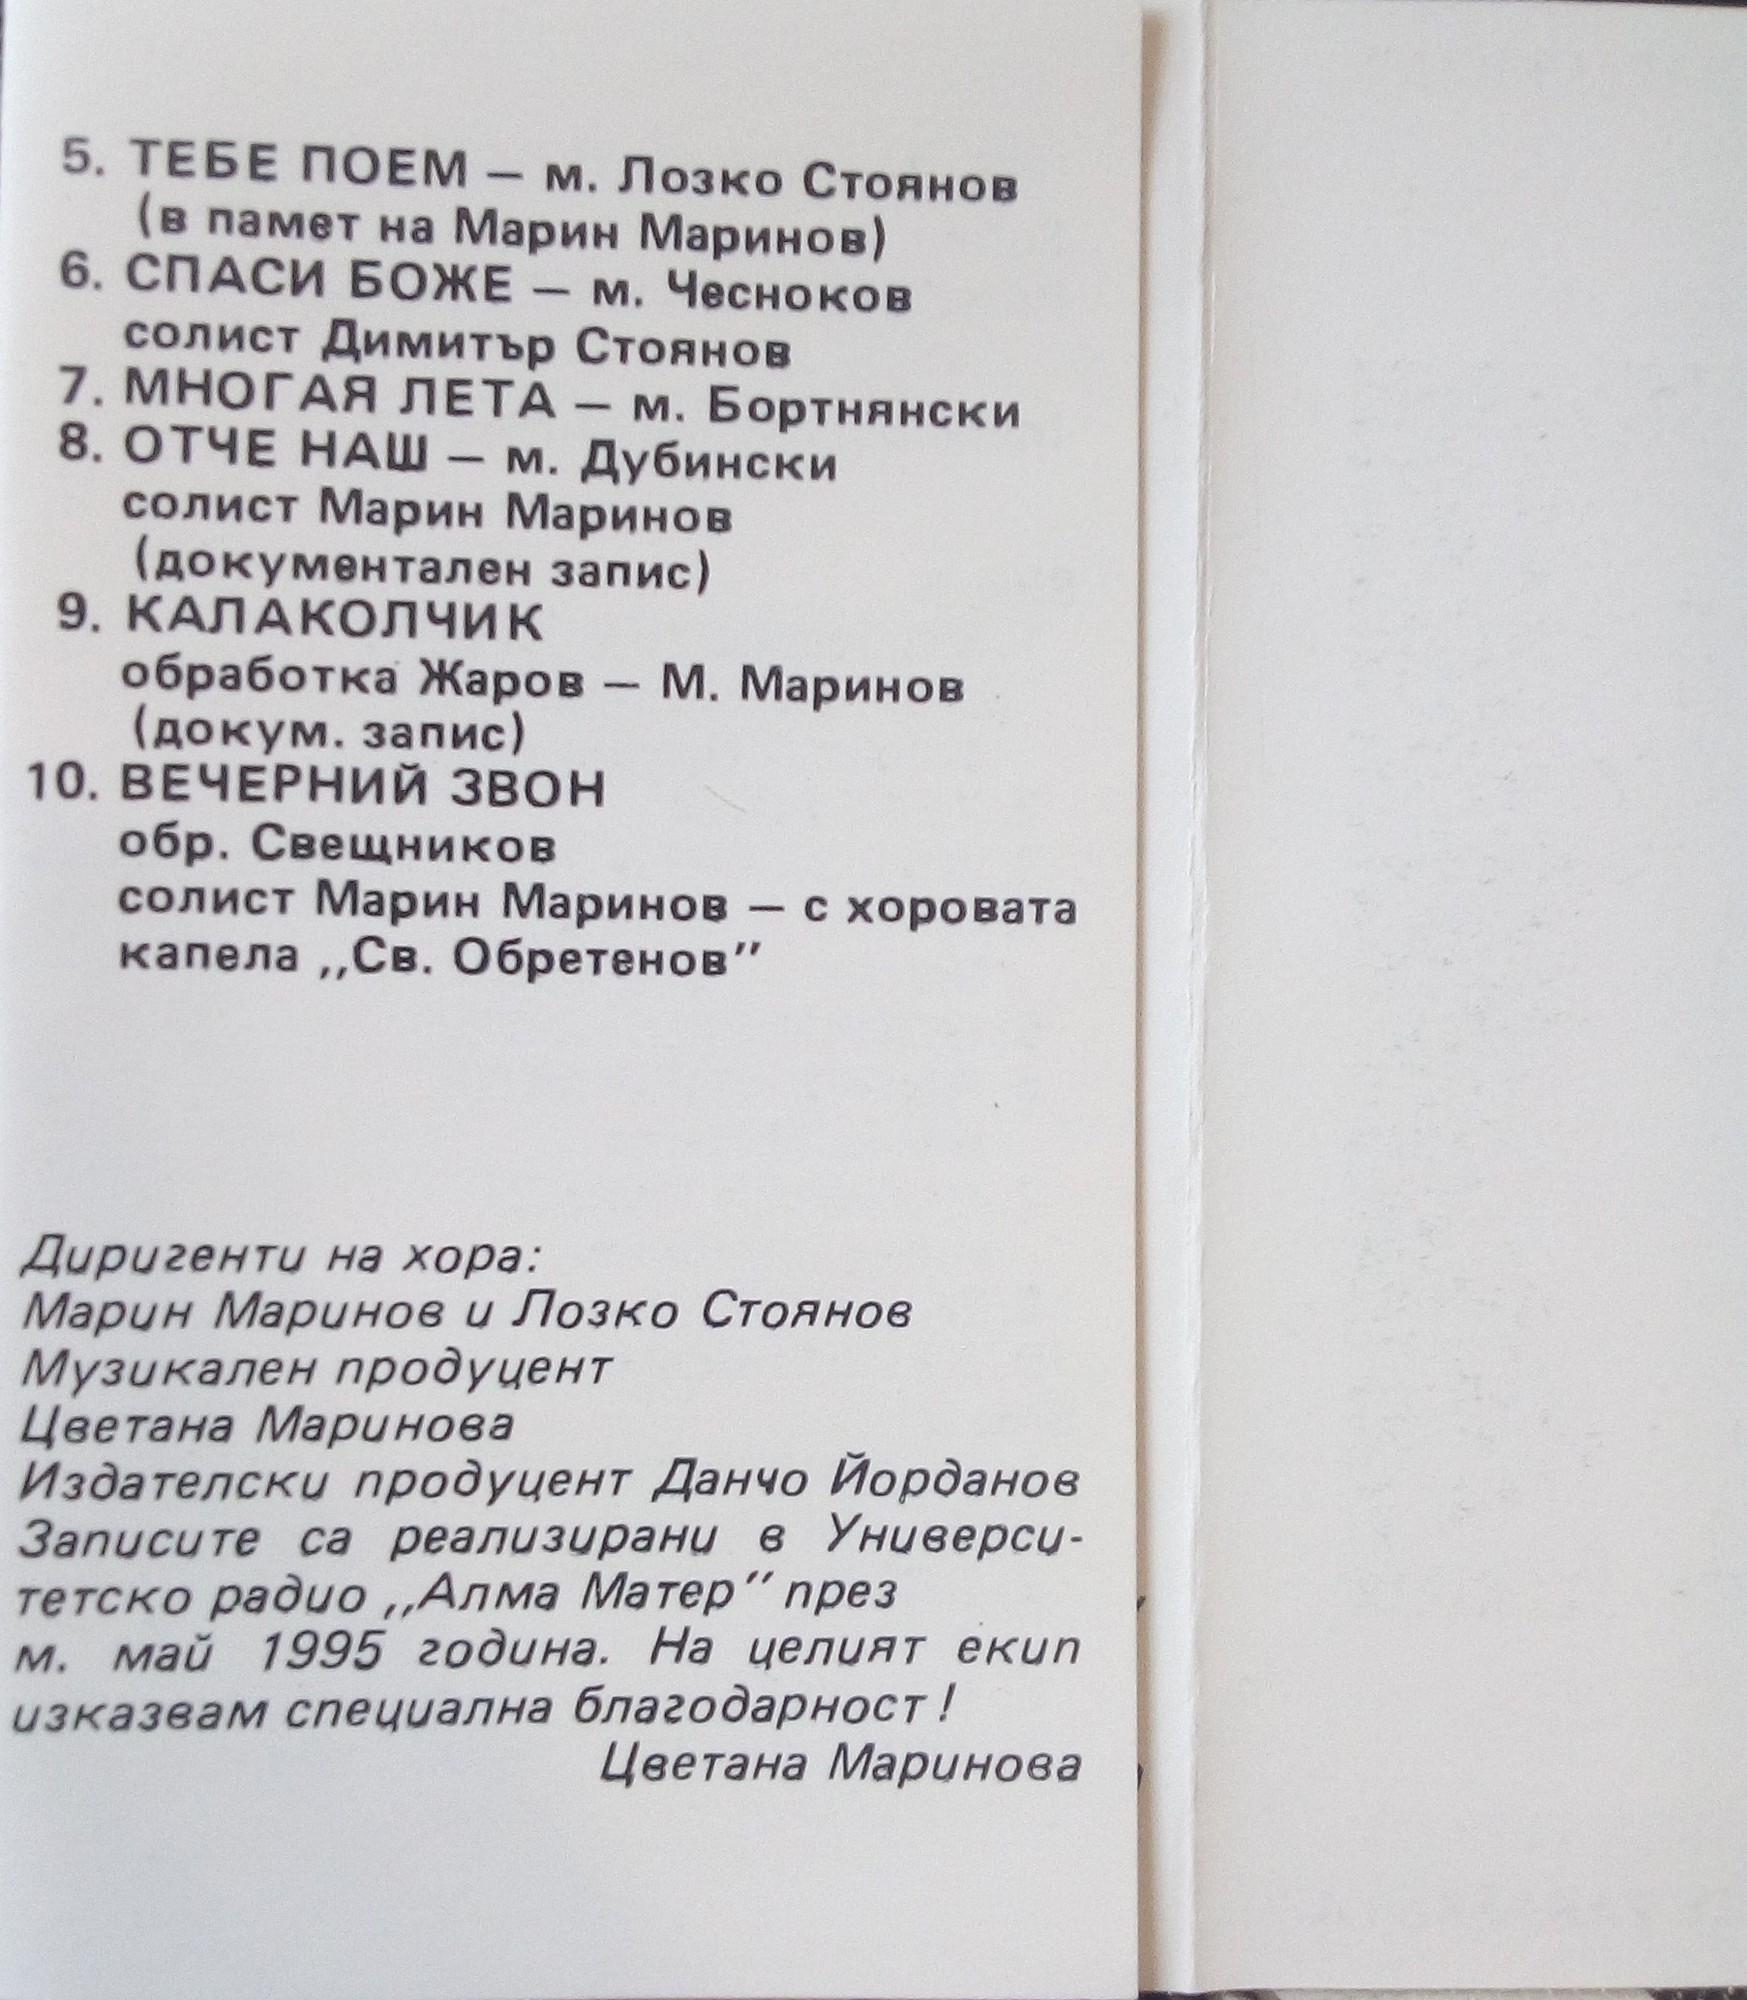 5. ТЕБЕ ПОЕМ — м. Лозко Стоянов
(в памет на Марин Маринов)
6. СПАСИ БОЖЕ — м. Чесноков
солист Димитър Стоянов
7. МНОГАЯ ЛЕТА — м. Бортнянски
8. ОТЧЕ НАШ — м. Дубински
солист Марин Маринов
(документален запис)
9. КАЛАКОЛЧИК
обработка Жаров — М. Маринов
(докум. запис)
10. ВЕЧЕРНИЙ ЗВОН
обр. Свещников
солист Марин Маринов — с хоровата
капела ,,Св. Обретенов"
Диригенти на хора:
Марин Маринов и Лозко Стоянов
Музикален продуцент
Цветана Маринова
Издателски продуцент Данчо Йорданов
Записите са реализирани в Универси-
тетско радио ,,Алма Матер" през
м. май 1995 година. На целият екип
изказвам специална благодарност!
Цветана Маринова